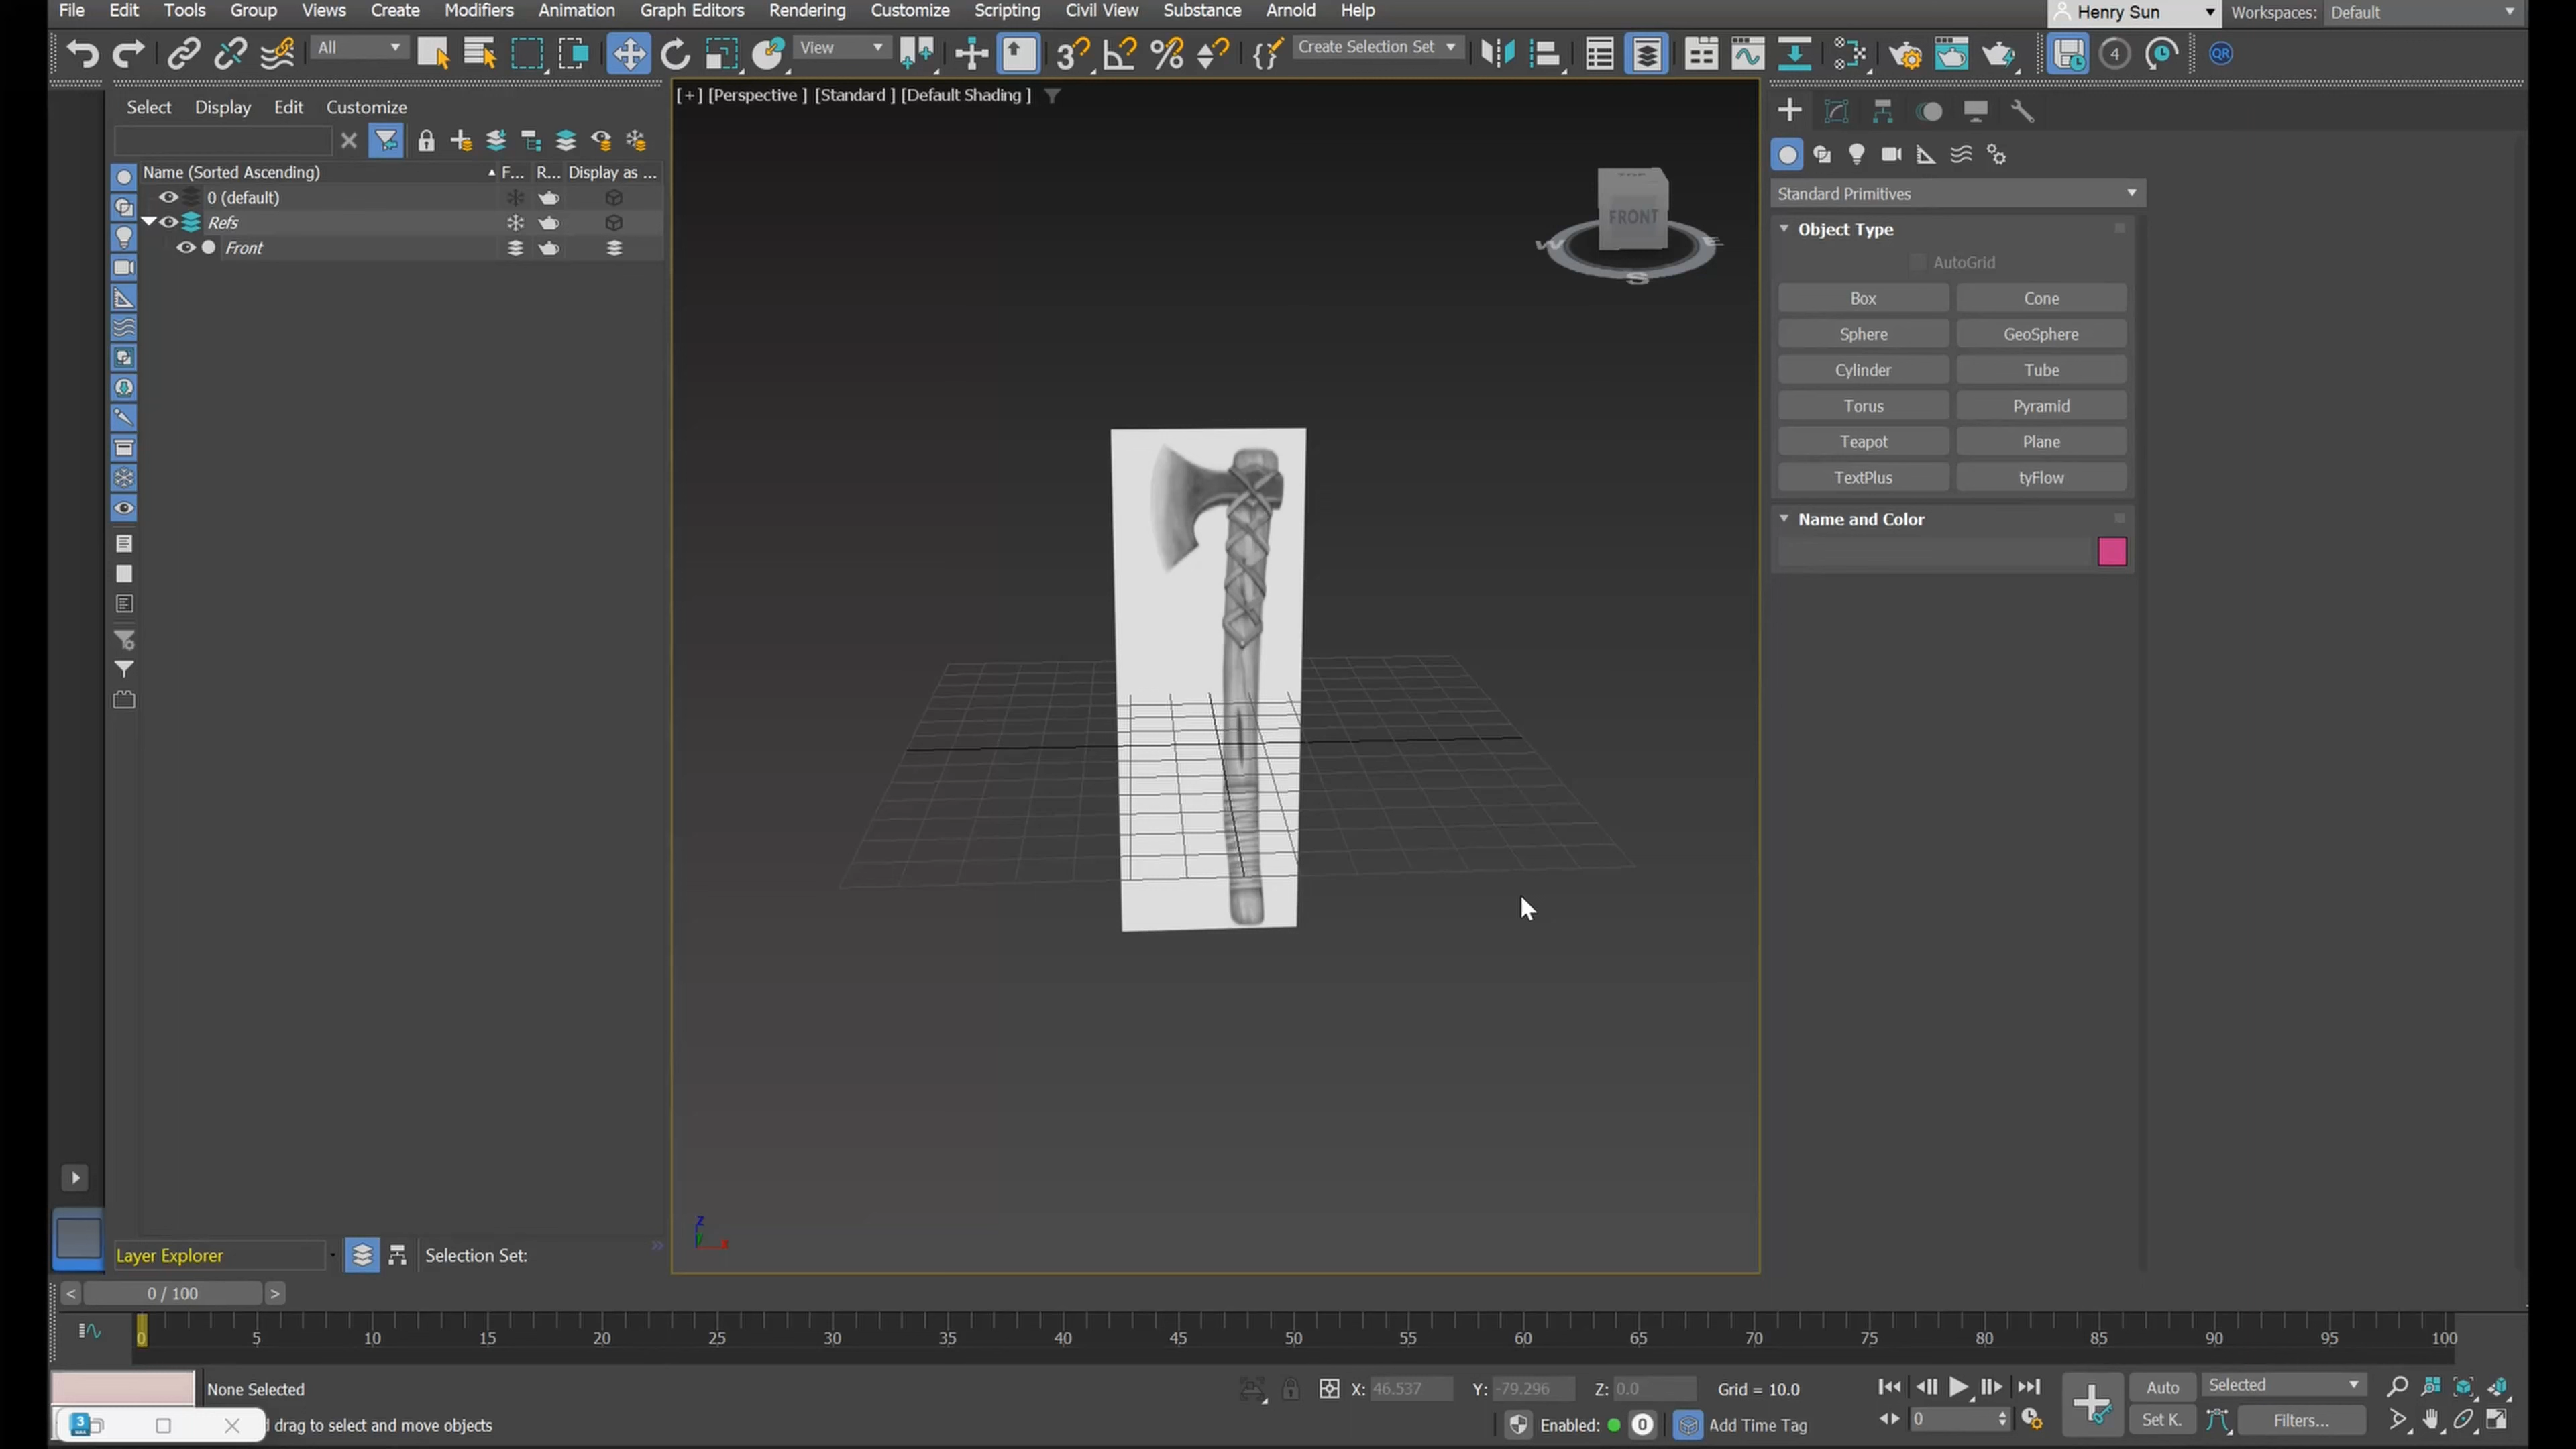 File Edit Tools Group Views Create Modifiers Animation Graph Editors Rendering Customize Scripting Civil View Substance Arnold Help Henry Sun Workspaces: Default
All View Create Selection Set 4 QR
Select Display Edit Customize
[+] [Perspective ] [Standard ] [Default Shading ]
Name (Sorted Ascending) F... R... Display as ...
0 (default)
Refs
Front
TOP
FRONT
W E
S
Standard Primitives
Object Type
AutoGrid
Box Cone
Sphere GeoSphere
Cylinder Tube
Torus Pyramid
Teapot Plane
TextPlus tyFlow
Name and Color
z
x
Layer Explorer Selection Set:
< 0 / 100 >
0 5 10 15 20 25 30 35 40 45 50 55 60 65 70 75 80 85 90 95 100
None Selected X: 46.537 Y: -79.296 Z: 0.0 Grid = 10.0 Auto Selected
3 drag to select and move objects Enabled: 0 Add Time Tag 0 Set K. Filters...